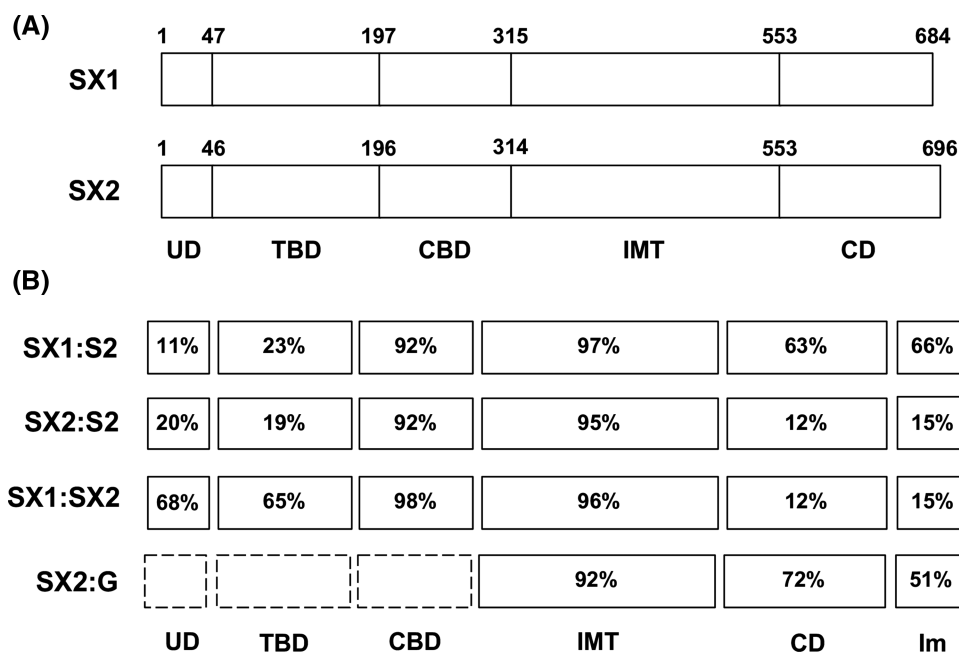 (A)
1 47 197 315 553 684
SX1
1 46 196 314 553 696
SX2
UD TBD CBD IMT CD
(B)
SX1:S2 11% 23% 92% 97% 63% 66%
SX2:S2 20% 19% 92% 95% 12% 15%
SX1:SX2 68% 65% 98% 96% 12% 15%
SX2:G 92% 72% 51%
UD TBD CBD IMT CD Im